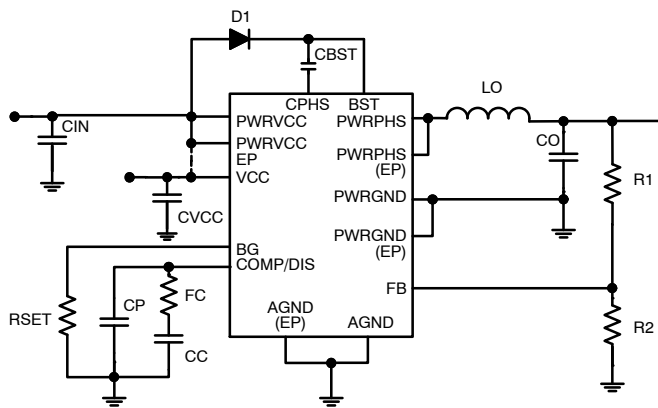 D1
CBST
CPHS
BST
LO
CIN
PWRVCC
PWRPHS
CO
PWRVCC
EP
PWRPHS
(EP)
VCC
R1
CVCC
PWRGND
PWRGND
(EP)
BG
COMP/DIS
FB
RSET
CP
FC
CC
AGND
(EP)
AGND
R2